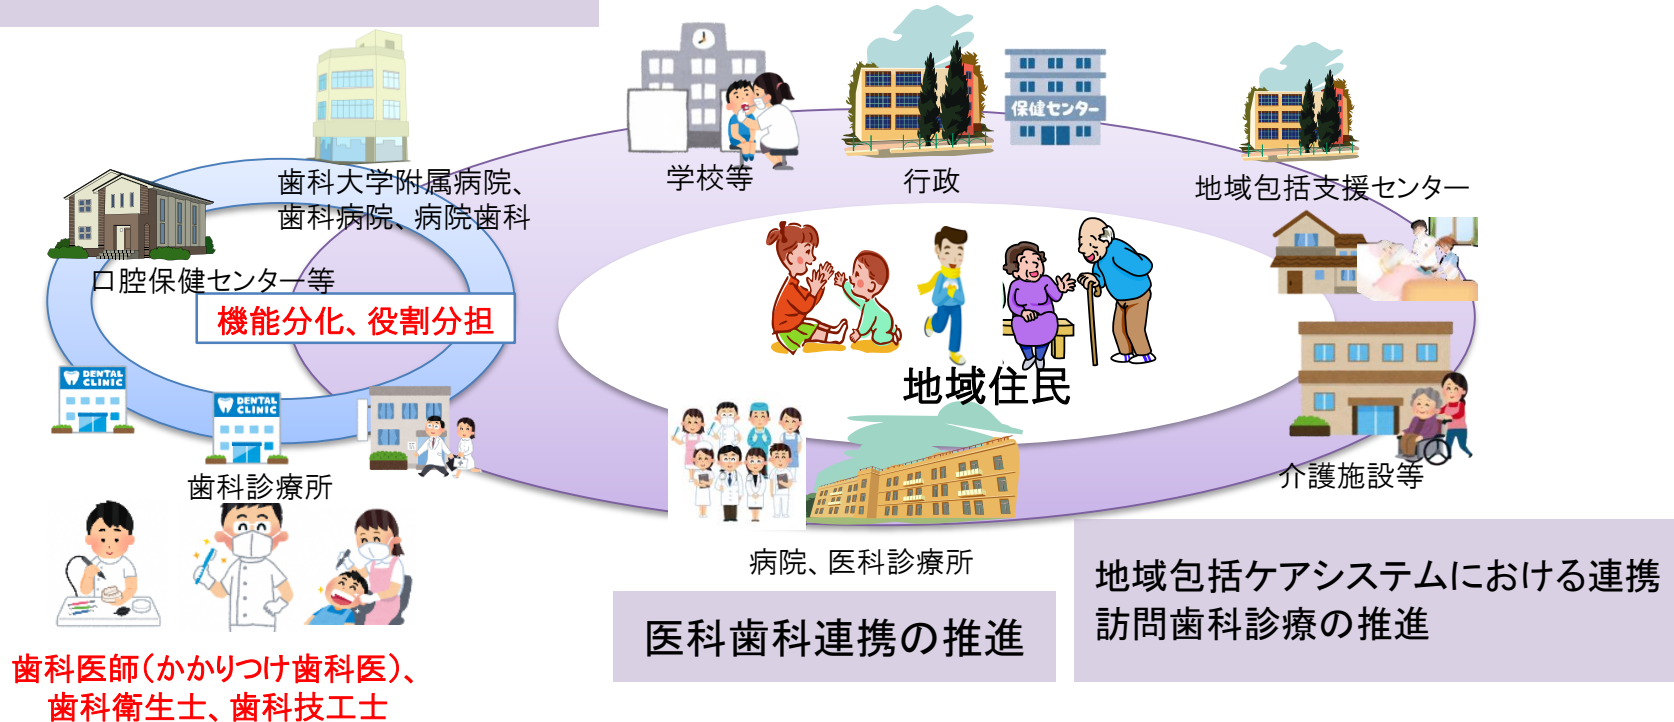 保健センター
学校等
行政
地域包括支援センター
歯科大学附属病院、
歯科病院、病院歯科
口腔保健センター等
機能分化、役割分担
地域住民
DENTAL
CLINIC
DENTAL
CLINIC
歯科診療所
介護施設等
病院、医科診療所
地域包括ケアシステムにおける連携
訪問歯科診療の推進
医科歯科連携の推進
歯科医師（かかりつけ歯科医）、
歯科衛生士、歯科技工士